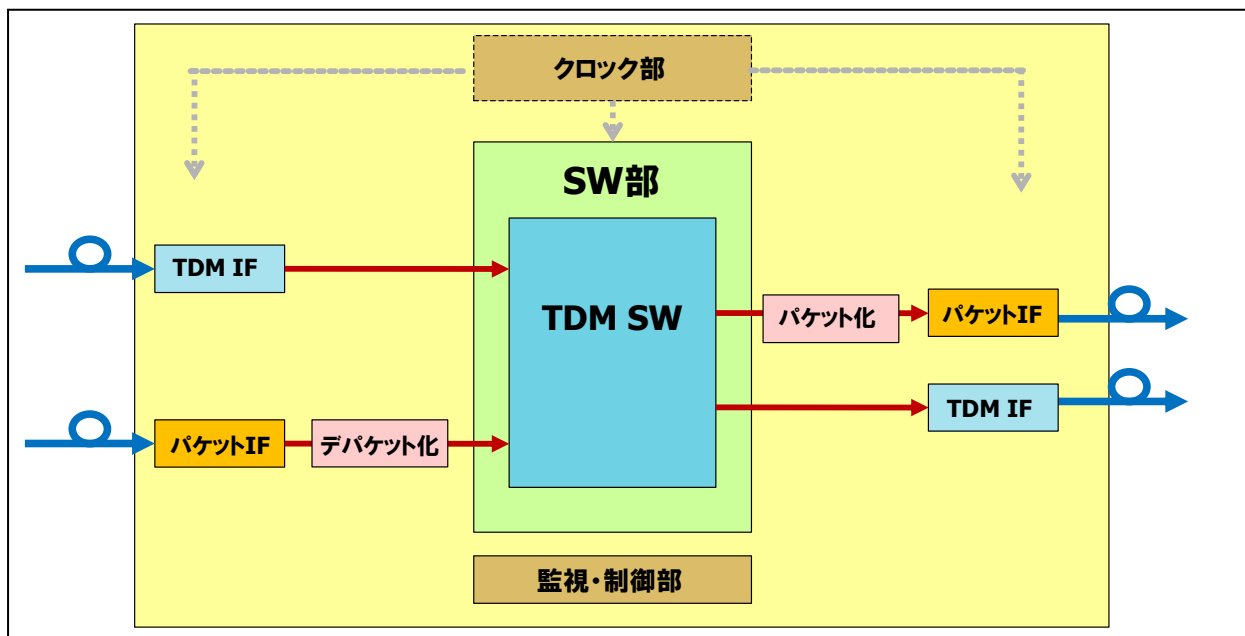 クロック部
SW部
TDM IF
TDM SW
パケット化
パケットIF
TDM IF
パケットIF
デパケット化
監視・制御部